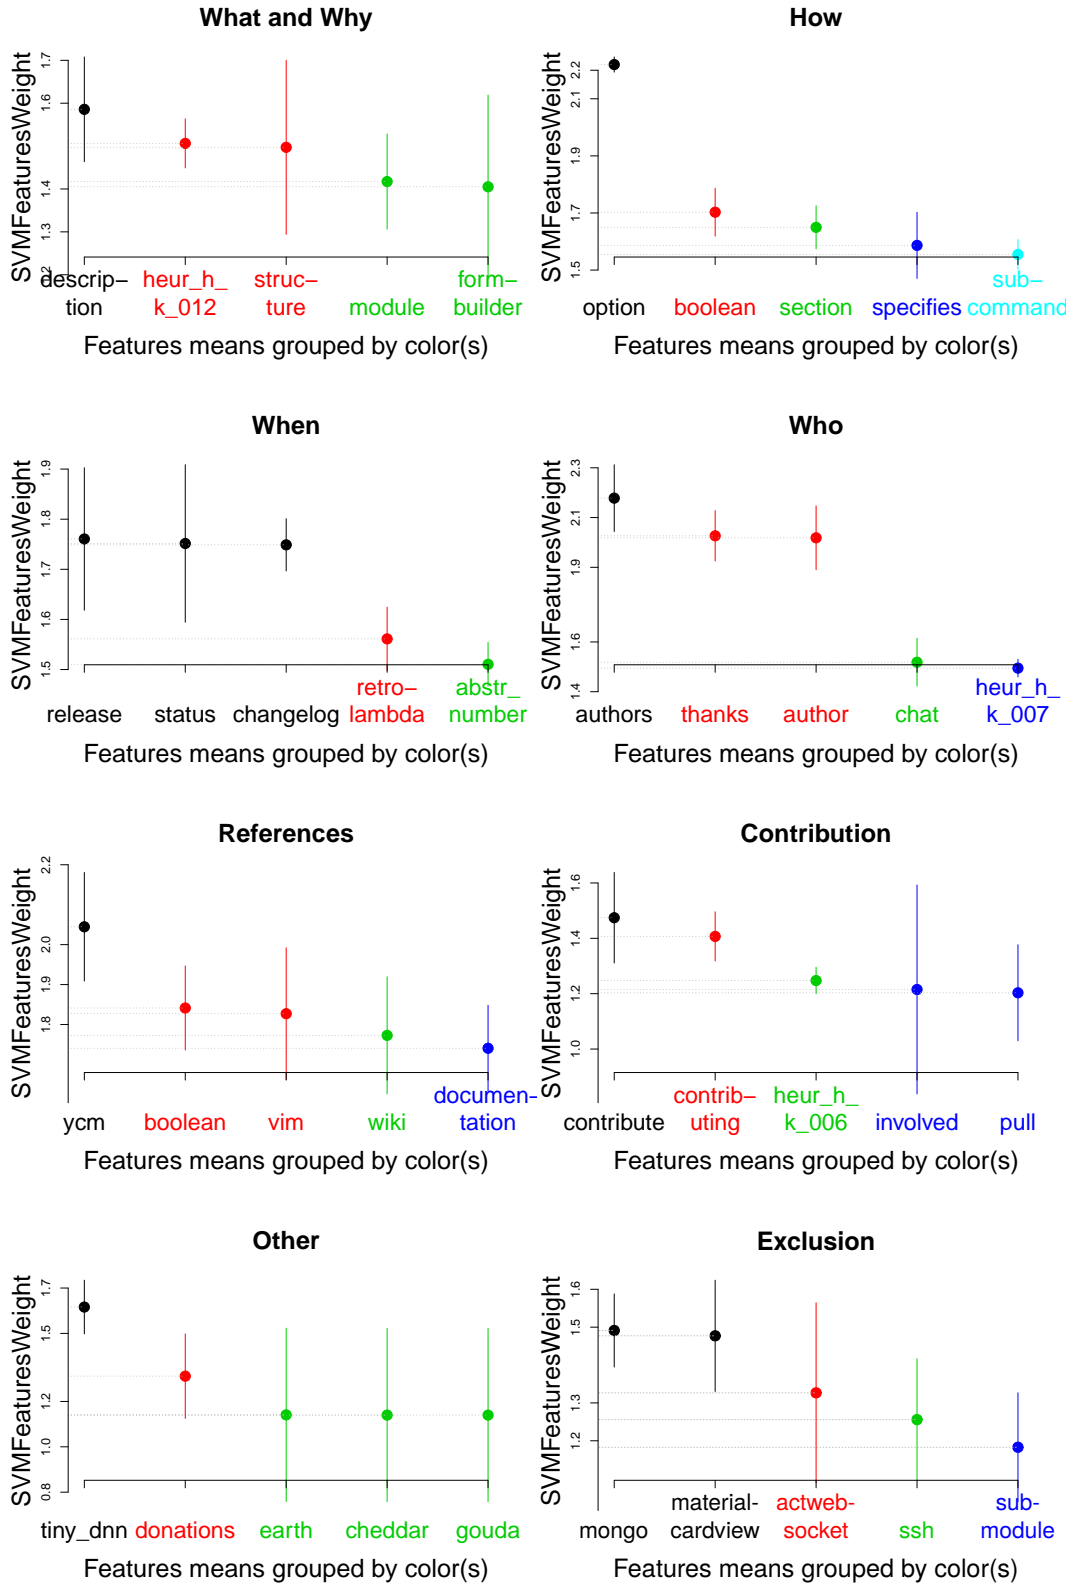 What and Why
SVMFeaturesWeight
1.2
1.3
1.4
1.6
1.7
descrip–
tion
heur_h_
k_012
struc–
ture
module
form–
builder
Features means grouped by color(s)
How
SVMFeaturesWeight
1.5
1.7
1.9
2.1
2.2
option
boolean
section
specifies
sub-
command
Features means grouped by color(s)
When
SVMFeaturesWeight
1.5
1.6
1.7
1.8
1.9
release
status
changelog
retro–
lambda
abstr_
number
Features means grouped by color(s)
Who
SVMFeaturesWeight
1.4
1.6
1.9
2.1
2.3
authors
thanks
author
chat
heur_h_
k_007
Features means grouped by color(s)
References
SVMFeaturesWeight
1.8
1.9
2.0
2.2
ycm
boolean
vim
wiki
documen–
tation
Features means grouped by color(s)
Contribution
SVMFeaturesWeight
1.0
1.2
1.4
1.6
contribute
contrib–
uting
heur_h_
k_006
involved
pull
Features means grouped by color(s)
Other
SVMFeaturesWeight
0.8
1.0
1.2
1.5
1.7
tiny_dnn
donations
earth
cheddar
gouda
Features means grouped by color(s)
Exclusion
SVMFeaturesWeight
1.2
1.3
1.5
1.6
mongo
material-
cardview
actweb-
socket
ssh
sub-
module
Features means grouped by color(s)